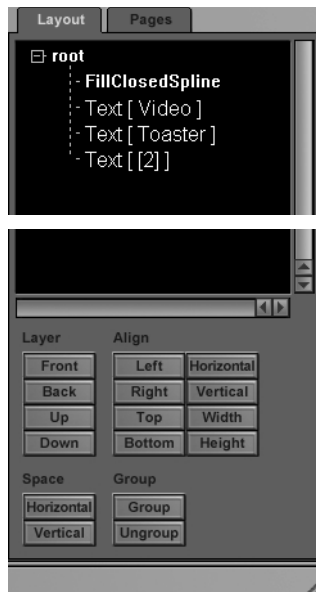 Layout Pages
root
FillClosedSpline
Text [ Video ]
Text [ Toaster ]
Text [ [2] ]
Layer Align
Front Left Horizontal
Back Right Vertical
Up Top Width
Down Bottom Height
Space Group
Horizontal Group
Vertical Ungroup